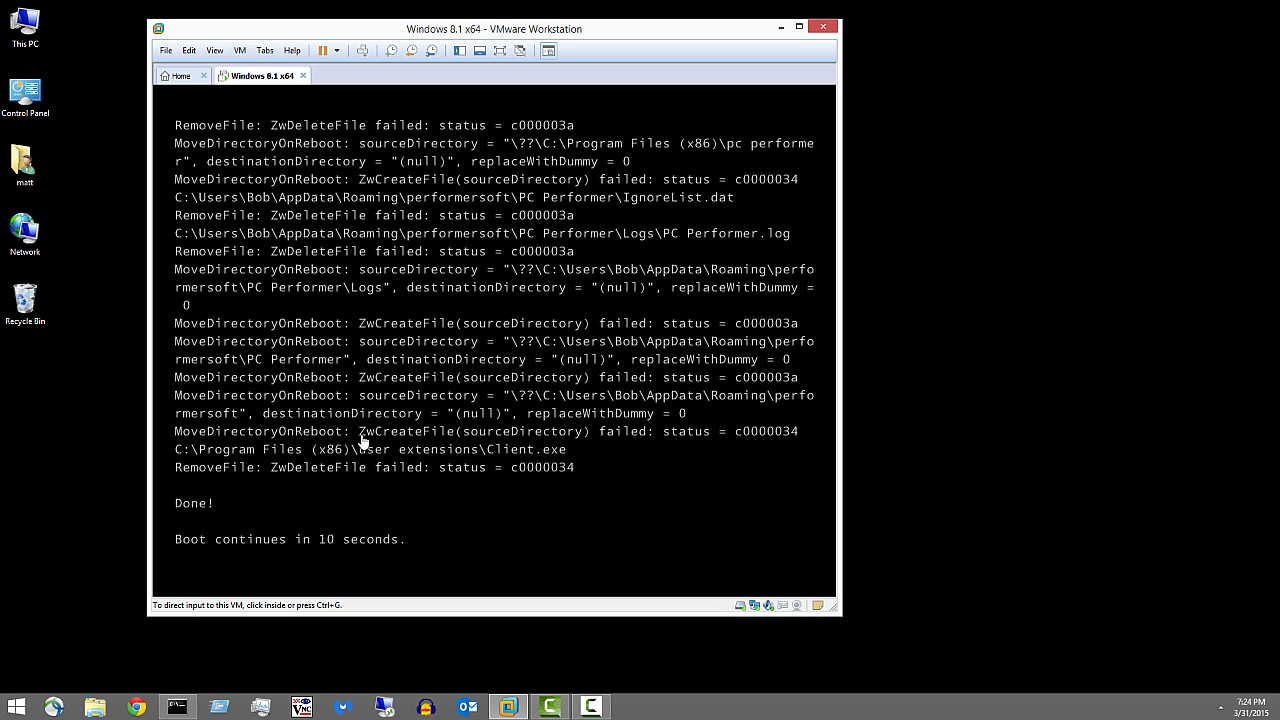 This PC
Control Panel
matt
Network
Recycle Bin
Windows 8.1 x64 - VMware Workstation
File Edit View VM Tabs Help
Home Windows 8.1 x64
RemoveFile: ZwDeleteFile failed: status = c000003a
MoveDirectoryOnReboot: sourceDirectory = "\??\C:\Program Files (x86)\pc performe
r", destinationDirectory = "(null)", replaceWithDummy = 0
MoveDirectoryOnReboot: ZwCreateFile(sourceDirectory) failed: status = c0000034
C:\Users\Bob\AppData\Roaming\performersoft\PC Performer\IgnoreList.dat
RemoveFile: ZwDeleteFile failed: status = c000003a
C:\Users\Bob\AppData\Roaming\performersoft\PC Performer\Logs\PC Performer.log
RemoveFile: ZwDeleteFile failed: status = c000003a
MoveDirectoryOnReboot: sourceDirectory = "\??\C:\Users\Bob\AppData\Roaming\perfo
rmersoft\PC Performer\Logs", destinationDirectory = "(null)", replaceWithDummy =
0
MoveDirectoryOnReboot: ZwCreateFile(sourceDirectory) failed: status = c000003a
MoveDirectoryOnReboot: sourceDirectory = "\??\C:\Users\Bob\AppData\Roaming\perfo
rmersoft\PC Performer", destinationDirectory = "(null)", replaceWithDummy = 0
MoveDirectoryOnReboot: ZwCreateFile(sourceDirectory) failed: status = c000003a
MoveDirectoryOnReboot: sourceDirectory = "\??\C:\Users\Bob\AppData\Roaming\perfo
rmersoft", destinationDirectory = "(null)", replaceWithDummy = 0
MoveDirectoryOnReboot: ZwCreateFile(sourceDirectory) failed: status = c0000034
C:\Program Files (x86)\user extensions\Client.exe
RemoveFile: ZwDeleteFile failed: status = c0000034
Done!
Boot continues in 10 seconds.
To direct input to this VM, click inside or press Ctrl+G.
VNC
7:24 PM
3/31/2015